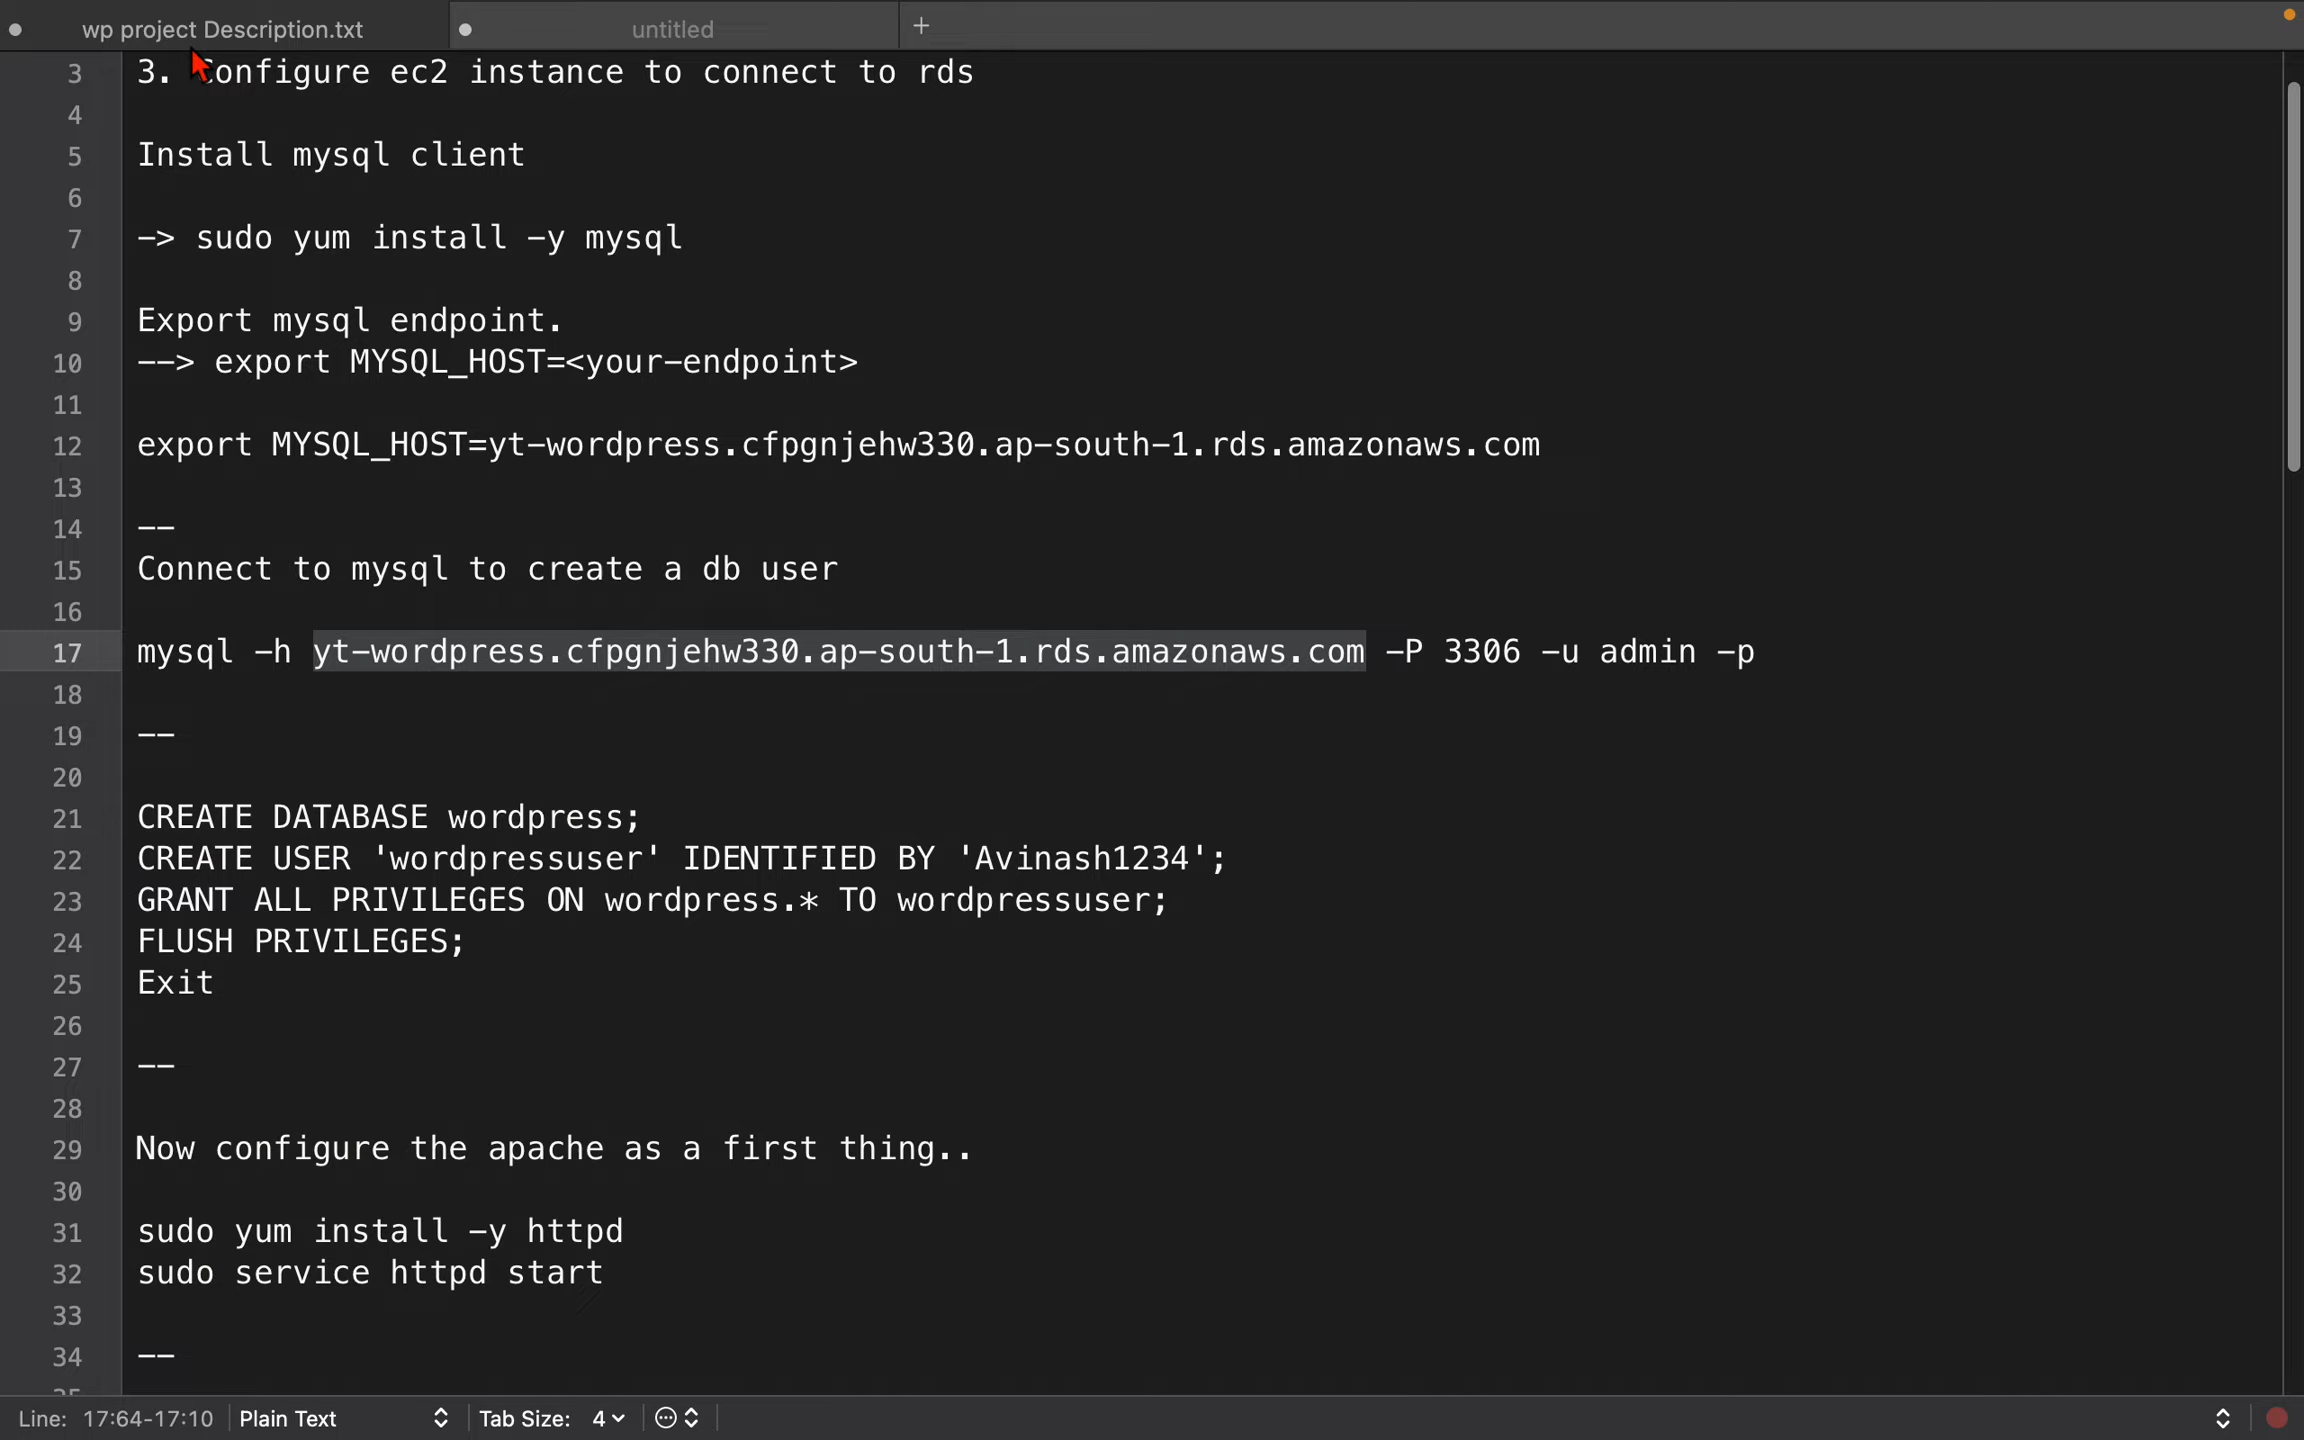 wp project Description.txt
untitled
+
3 3. Configure ec2 instance to connect to rds
4
5 Install mysql client
6
7 -> sudo yum install -y mysql
8
9 Export mysql endpoint.
10 --> export MYSQL_HOST=<your-endpoint>
11
12 export MYSQL_HOST=yt-wordpress.cfpgnjehw330.ap-south-1.rds.amazonaws.com
13
14 --
15 Connect to mysql to create a db user
16
17 mysql -h yt-wordpress.cfpgnjehw330.ap-south-1.rds.amazonaws.com -P 3306 -u admin -p
18
19 --
20
21 CREATE DATABASE wordpress;
22 CREATE USER 'wordpressuser' IDENTIFIED BY 'Avinash1234';
23 GRANT ALL PRIVILEGES ON wordpress.* TO wordpressuser;
24 FLUSH PRIVILEGES;
25 Exit
26
27 --
28
29 Now configure the apache as a first thing..
30
31 sudo yum install -y httpd
32 sudo service httpd start
33
34 --
35
Line: 17:64-17:10 Plain Text Tab Size: 4